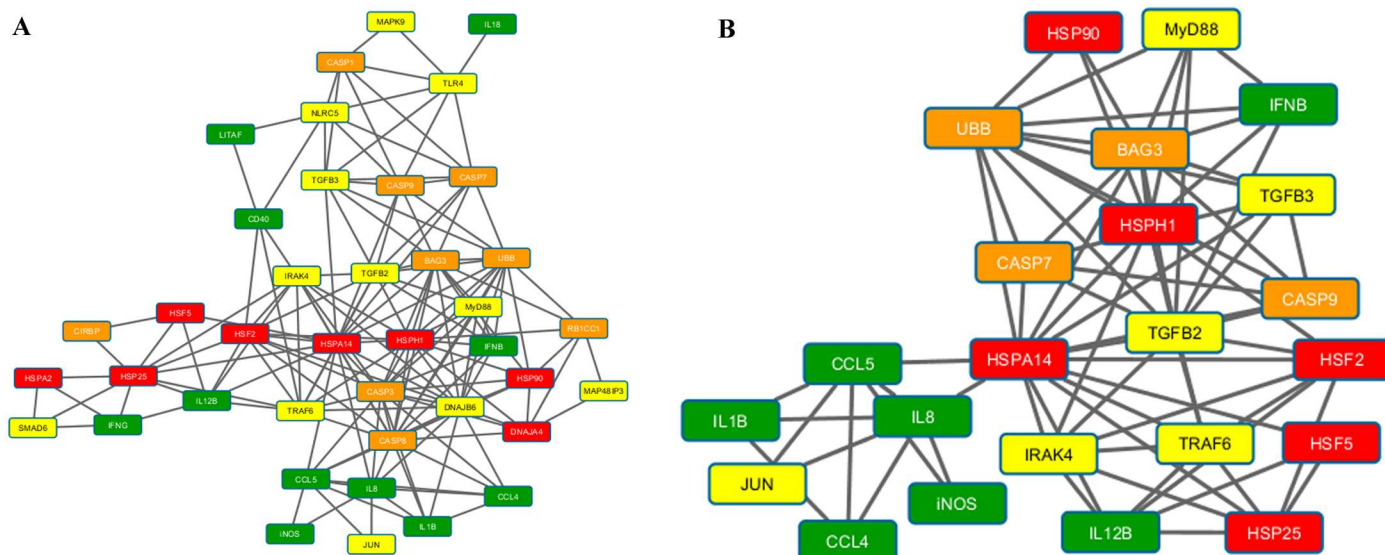 A
MAPK9
IL18
CASP1
TLR4
NLRC5
LITAF
TGFB3
CASP9
CASP7
CD40
BAG3
UBB
IRAK4
TGFB2
MyD88
HSF5
CIRBP
HSF2
HSPA14
HSPH1
IFNB
RB1CC1
HSPA2
HSP25
HSP90
CASP3
MAP48IP3
IL12B
TRAF6
DNAJB6
SMAD6
IFNG
CASP8
DNAJA4
CCL5
IL8
CCL4
iNOS
IL1B
JUN
B
HSP90
MyD88
IFNB
UBB
BAG3
TGFB3
HSPH1
CASP7
CASP9
TGFB2
CCL5
HSPA14
HSF2
IL1B
IL8
IRAK4
TRAF6
HSF5
JUN
iNOS
CCL4
IL12B
HSP25